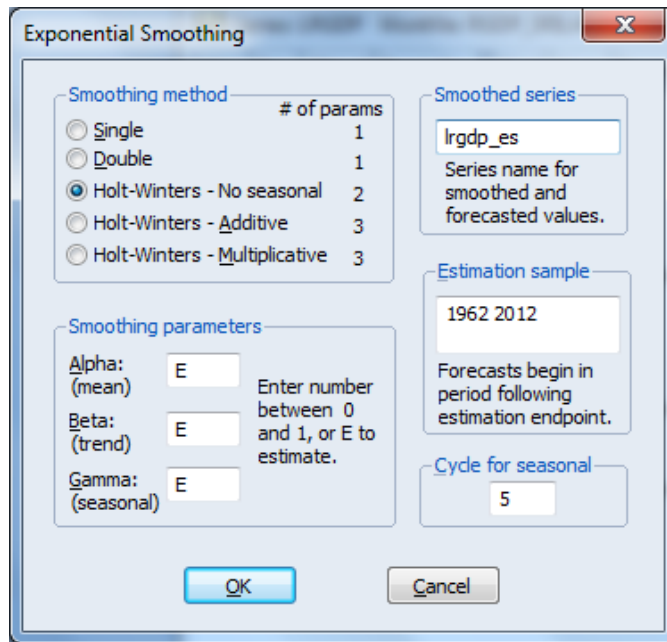 Exponential Smoothing
Smoothing method
# of params
Single 1
Double 1
Holt-Winters - No seasonal 2
Holt-Winters - Additive 3
Holt-Winters - Multiplicative 3
Smoothing parameters
Alpha: E
(mean)
Beta: E
(trend)
Gamma: E
(seasonal)
Enter number
between 0
and 1, or E to
estimate.
Smoothed series
lrgdp_es
Series name for
smoothed and
forecasted values.
Estimation sample
1962 2012
Forecasts begin in
period following
estimation endpoint.
Cycle for seasonal
5
OK
Cancel